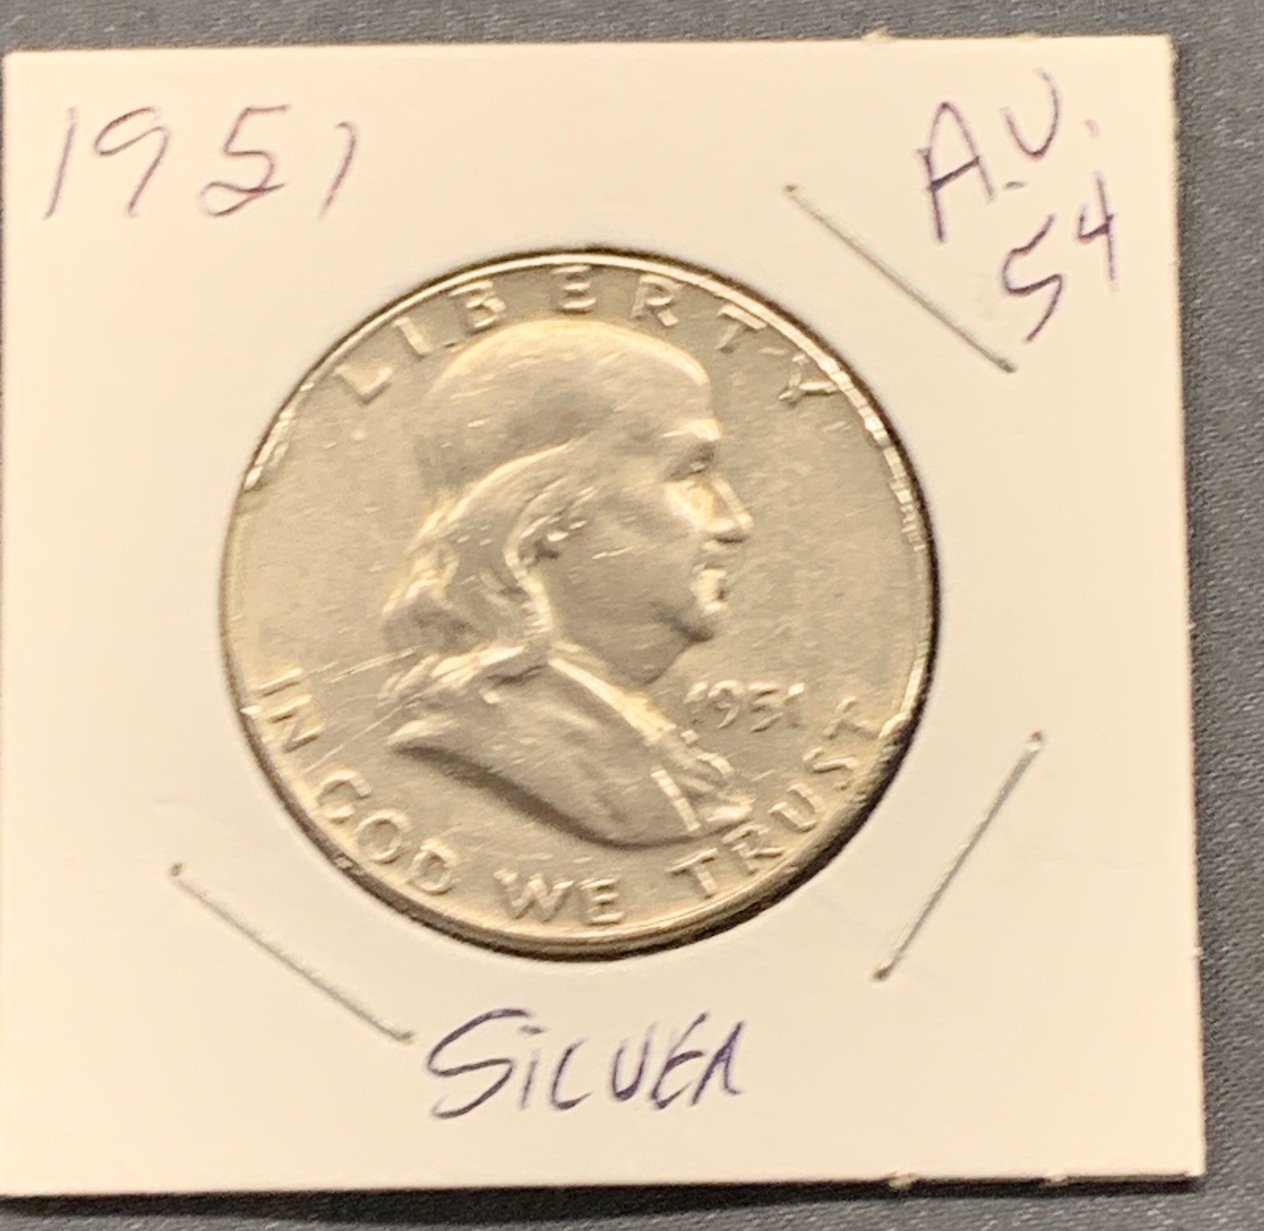 1951
A.U.
54
LIBERTY
1951
IN GOD WE TRUST
SILVER